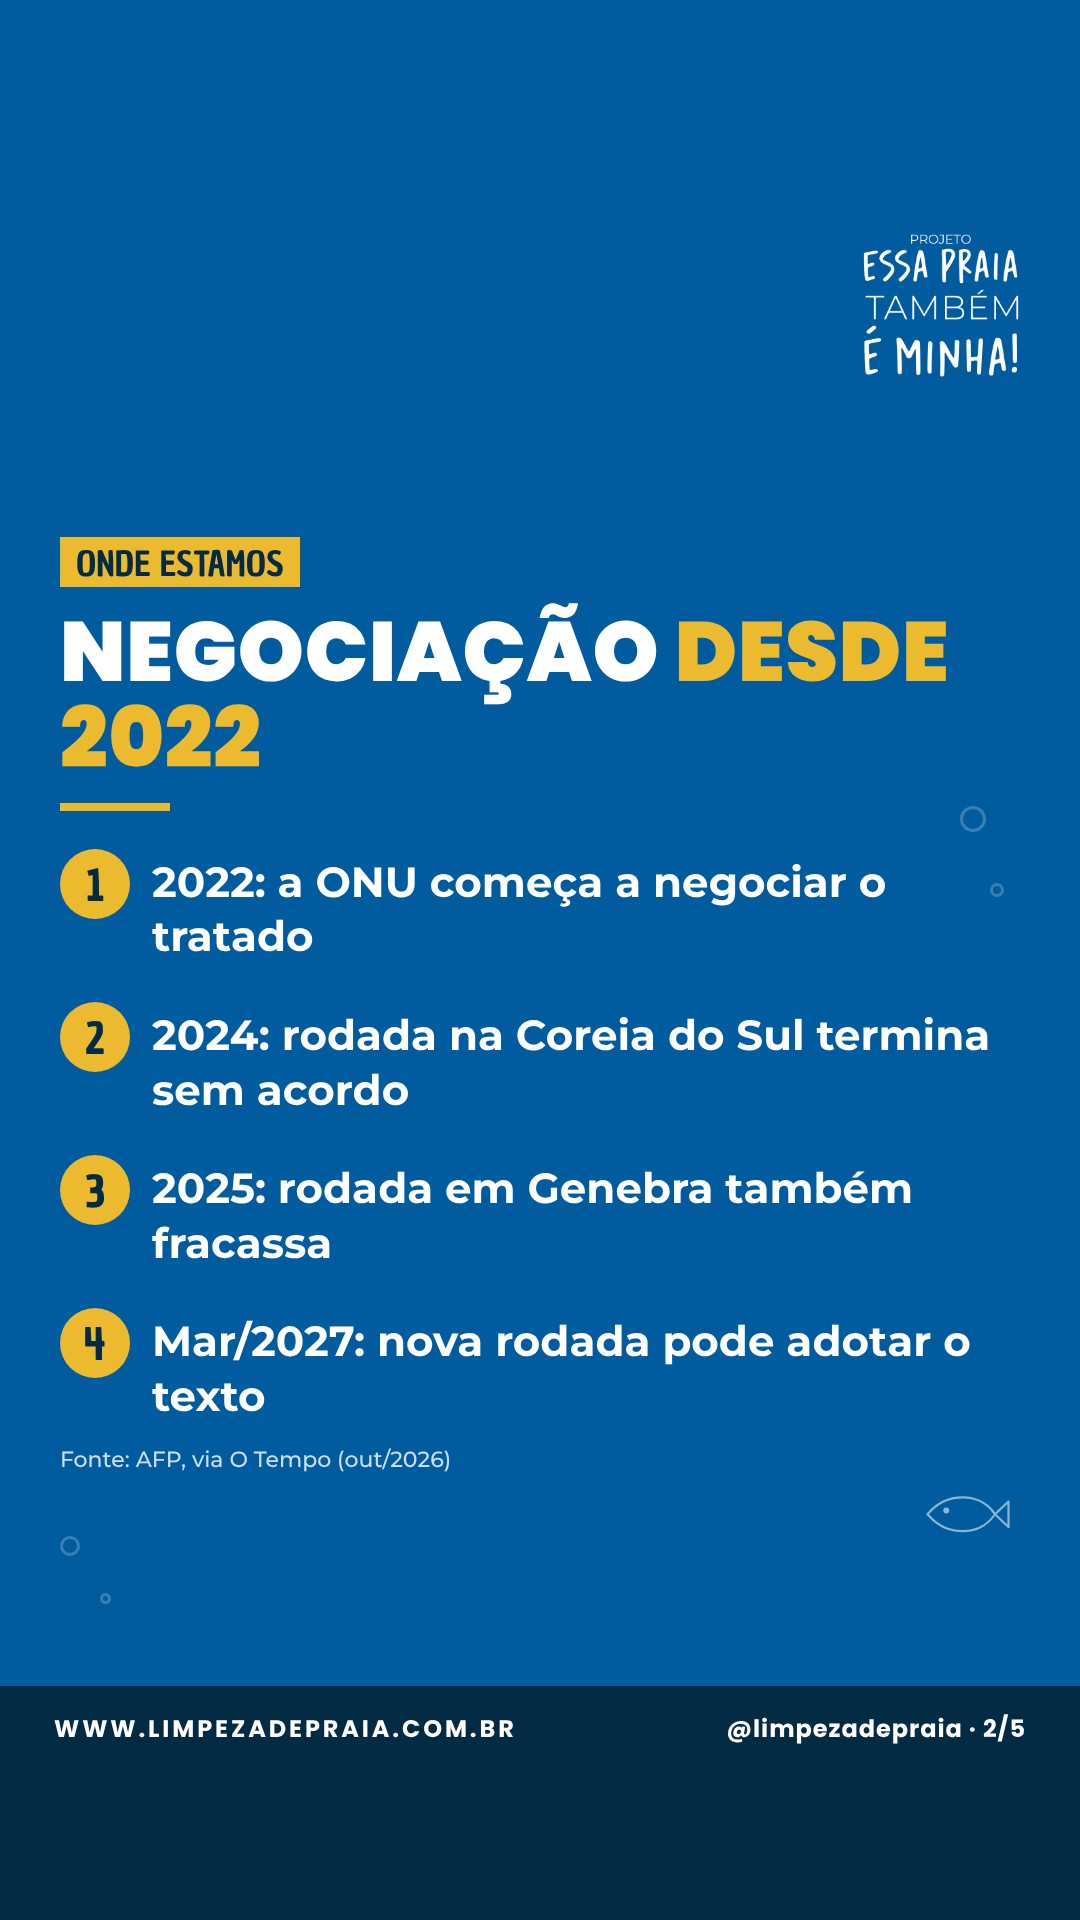 PROJETO
ESSA PRAIA
TAMBÉM
É MINHA!
ONDE ESTAMOS
NEGOCIAÇÃO DESDE
2022
1 2022: a ONU começa a negociar o
tratado
2 2024: rodada na Coreia do Sul termina
sem acordo
3 2025: rodada em Genebra também
fracassa
4 Mar/2027: nova rodada pode adotar o
texto
Fonte: AFP, via O Tempo (out/2026)
WWW.LIMPEZADEPRAIA.COM.BR
@limpezadepraia · 2/5